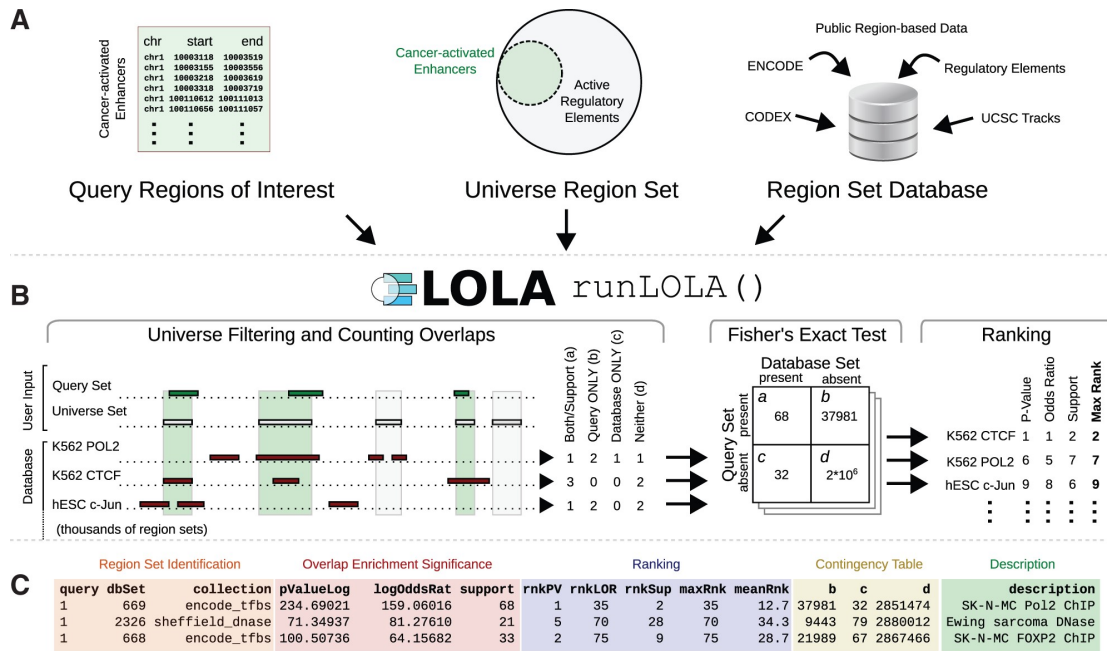 A
Cancer-activated
Enhancers
chr start end
chr1 10003118 10003519
chr1 10003155 10003556
chr1 10003218 10003619
chr1 10003318 10003719
chr1 100110612 100111013
chr1 100110656 100111057
Query Regions of Interest
Cancer-activated
Enhancers
Active
Regulatory
Elements
Universe Region Set
Public Region-based Data
ENCODE
Regulatory Elements
CODEX
UCSC Tracks
Region Set Database
B
LOLA runLOLA()
Universe Filtering and Counting Overlaps
User Input
Query Set
Universe Set
Database
K562 POL2
K562 CTCF
hESC c-Jun
(thousands of region sets)
Both/Support (a)
Query ONLY (b)
Database ONLY (c)
Neither (d)
1 2 1 1
3 0 0 2
1 2 0 2
Fisher's Exact Test
Database Set
present absent
Query Set
present
absent
a b
68 37981
c d
32 2*10⁶
Ranking
P-Value
Odds Ratio
Support
Max Rank
K562 CTCF 1 1 2 2
K562 POL2 6 5 7 7
hESC c-Jun 9 8 6 9
C
Region Set Identification Overlap Enrichment Significance Ranking Contingency Table Description
query dbSet collection pValueLog logOddsRat support rnkPV rnkLOR rnkSup maxRnk meanRnk b c d description
1 669 encode_tfbs 234.69021 159.06016 68 1 35 2 35 12.7 37981 32 2851474 SK-N-MC Pol2 ChIP
1 2326 sheffield_dnase 71.34937 81.27610 21 5 70 28 70 34.3 9443 79 2880012 Ewing sarcoma DNase
1 668 encode_tfbs 100.50736 64.15682 33 2 75 9 75 28.7 21989 67 2867466 SK-N-MC FOXP2 ChIP